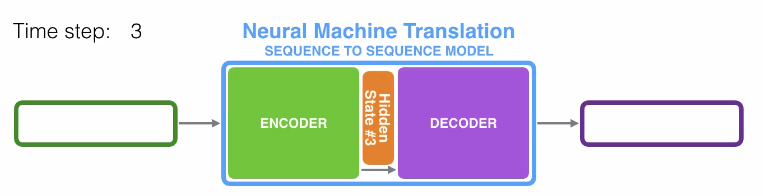 Time step: 3
Neural Machine Translation
SEQUENCE TO SEQUENCE MODEL
ENCODER
Hidden
State #3
DECODER